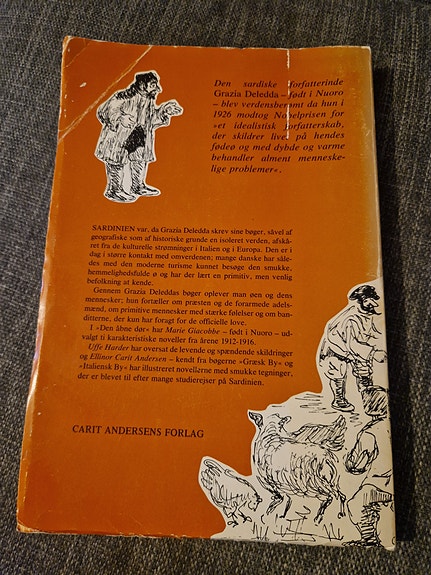 Den sardiske forfatterinde
Grazia Deledda – født i Nuoro
– blev verdensberømt da hun i
1926 modtog Nobelprisen for
»et idealistisk forfatterskab,
der skildrer livet på hendes
fødeø og med dybde og varme
behandler alment menneske-
lige problemer«.
SARDINIEN var, da Grazia Deledda skrev sine bøger, såvel af
geografiske som af historiske grunde en isoleret verden, afskå-
ret fra de kulturelle strømninger i Italien og i Europa. Den er i
dag i større kontakt med omverdenen; mange danske har såle-
des med den moderne turisme kunnet besøge den smukke,
hemmelighedsfulde ø og har der lært en primitiv, men venlig
befolkning at kende.
Gennem Grazia Deleddas bøger oplever man øen og dens
mennesker; hun fortæller om præsten og de forarmede adels-
mænd, om primitive mennesker med stærke følelser og om ban-
ditterne, der kun har foragt for de officielle love.
I »Den åbne dør« har Marie Giacobbe – født i Nuoro – ud-
valgt ti karakteristiske noveller fra årene 1912-1916.
Uffe Harder har oversat de levende og spændende skildringer
og Ellinor Carit Andersen – kendt fra bøgerne »Græsk By« og
»Italiensk By« har illustreret novellerne med smukke tegninger,
der er blevet til efter mange studierejser på Sardinien.
CARIT ANDERSENS FORLAG